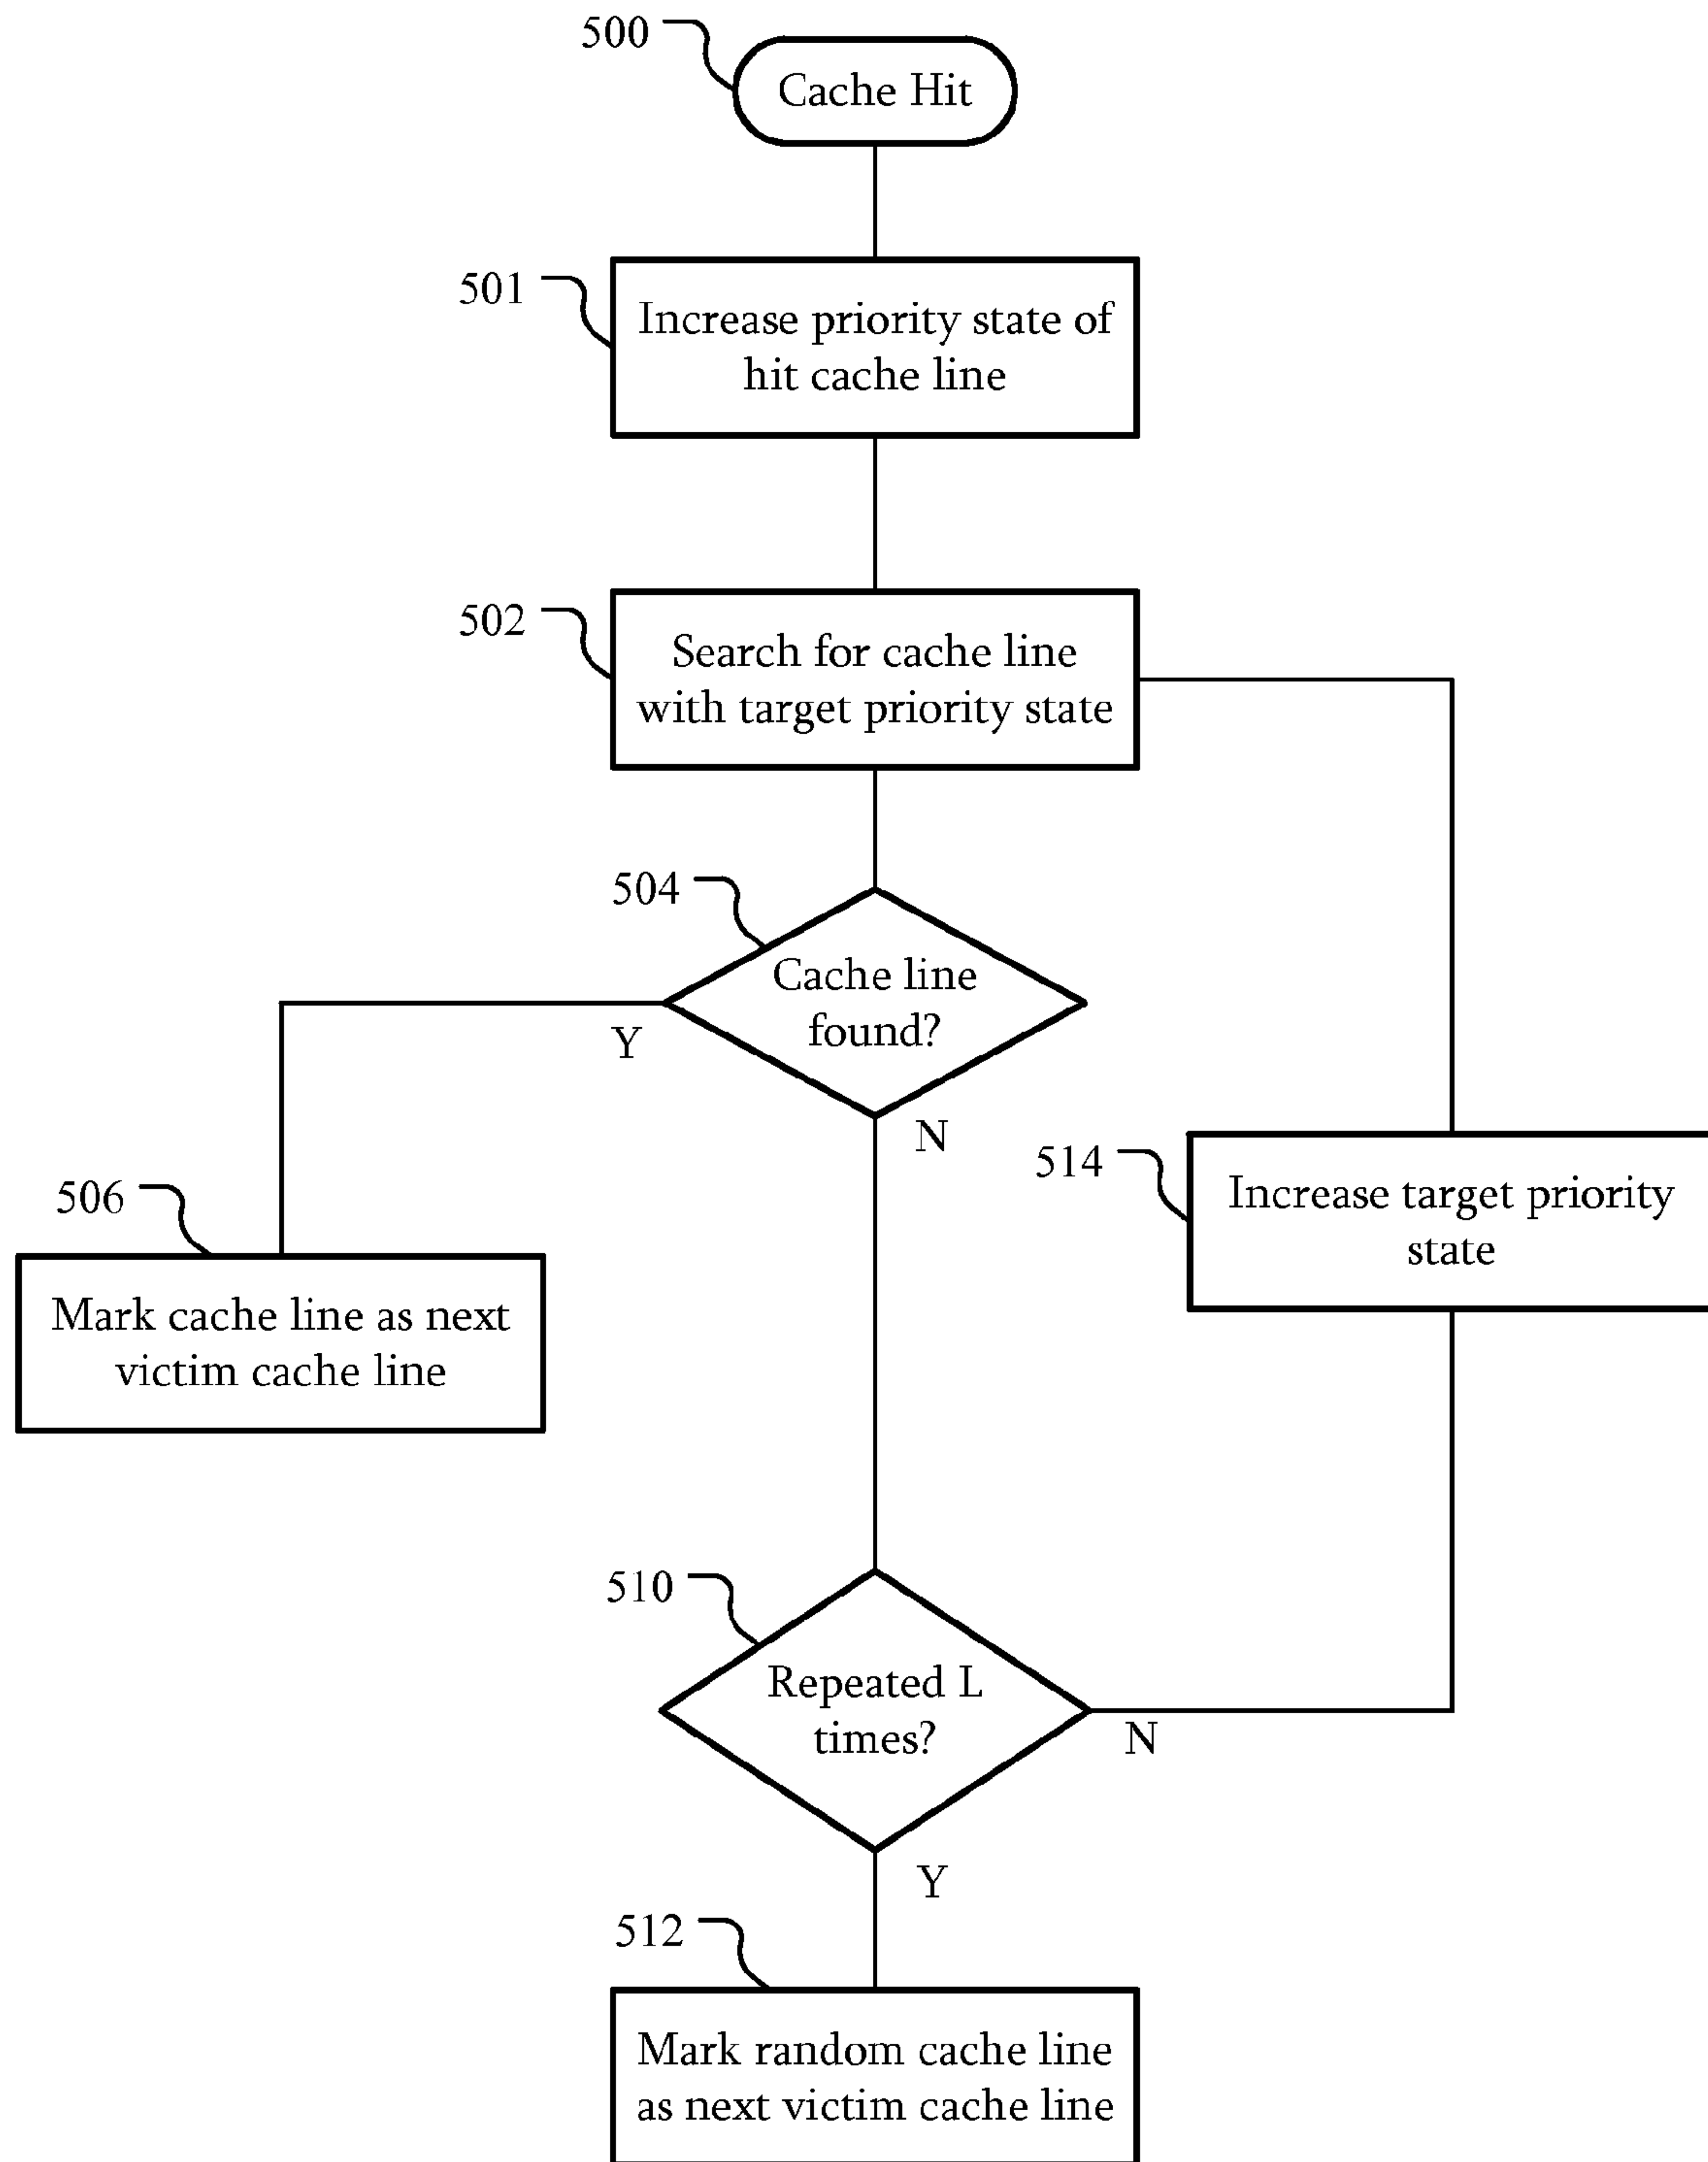 500
Cache Hit
501
Increase priority state of
hit cache line
502
Search for cache line
with target priority state
504
Cache line
found?
Y
N
506
Mark cache line as next
victim cache line
514
Increase target priority
state
510
Repeated L
times?
N
Y
512
Mark random cache line
as next victim cache line